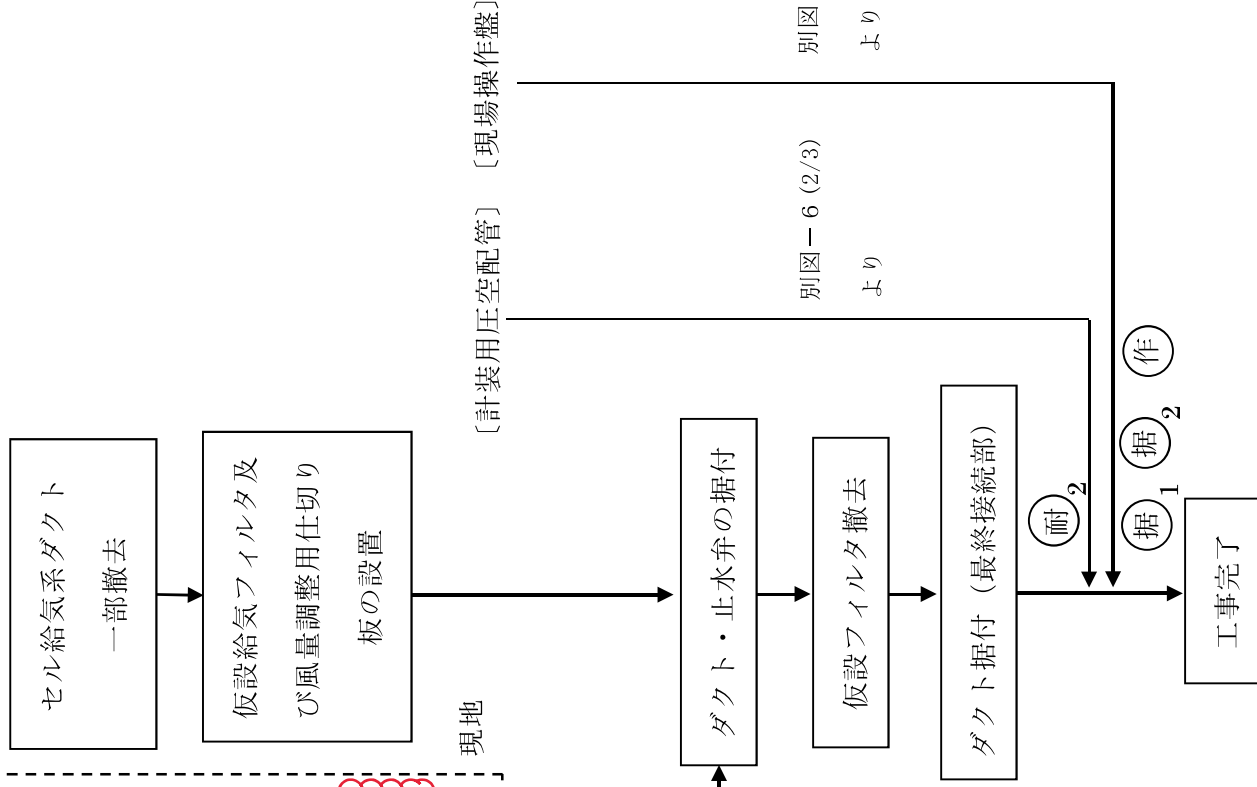 セル給気系ダクト
一部撤去
仮設給気フィルタ及
び風量調整用仕切り
板の設置
現地
〔計装用圧空配管〕
〔現場操作盤〕
ダクト・止水弁の据付
別図－6 (2/3)
より
別図
より
仮設フィルタ撤去
ダクト据付（最終接続部）
耐2
据1
据2
作
工事完了